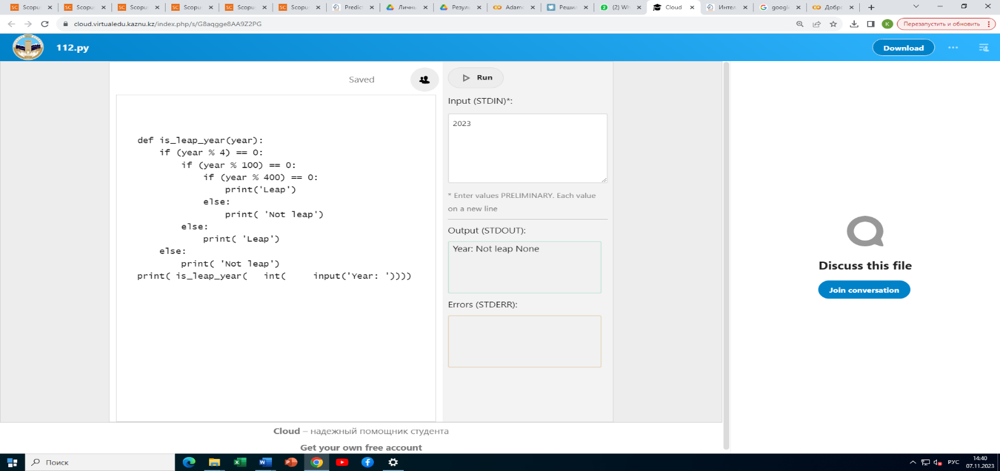 Scopu
Scopu
Scopu
Scopu
Scopu
Scopu
Predict
Личны
Резуль
Adam
Решил
(2) Wh
Cloud
Интел
googl
Добро
cloud.virtualedu.kaznu.kz/index.php/s/G8aqgge8AA9Z2PG
K
Перезапустить и обновить
112.py
Download
Saved
Run
Input (STDIN)*:
2023
def is_leap_year(year):
    if (year % 4) == 0:
        if (year % 100) == 0:
            if (year % 400) == 0:
                print('Leap')
            else:
                print( 'Not leap')
        else:
            print( 'Leap')
    else:
        print( 'Not leap')
print( is_leap_year(   int(     input('Year: '))))
* Enter values PRELIMINARY. Each value
on a new line
Output (STDOUT):
Year: Not leap None
Errors (STDERR):
Discuss this file
Join conversation
Cloud – надежный помощник студента
Get your own free account
Поиск
РУС
14:40
07.11.2023